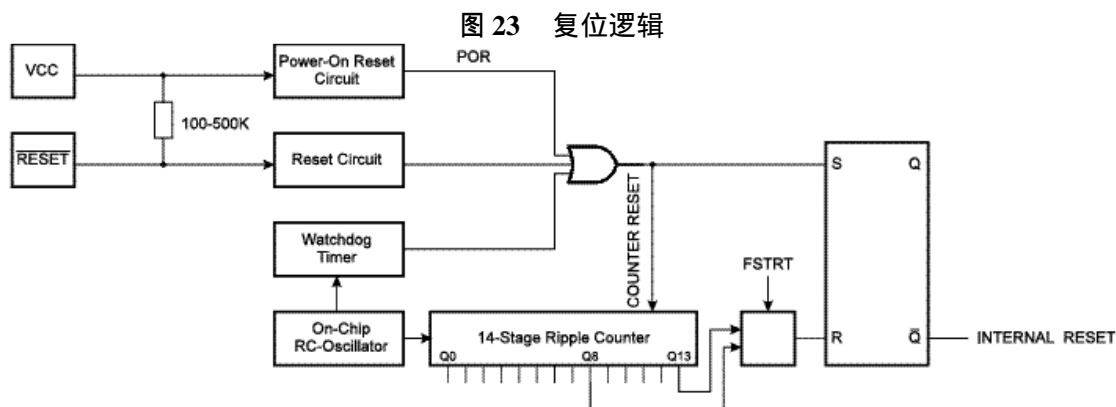 图 23 复位逻辑
VCC
Power-On Reset
Circuit
POR
100-500K
RESET
Reset Circuit
S
Q
COUNTER RESET
Watchdog
Timer
FSTRT
On-Chip
RC-Oscillator
14-Stage Ripple Counter
Q0
Q8
Q13
R
Q̅
INTERNAL RESET